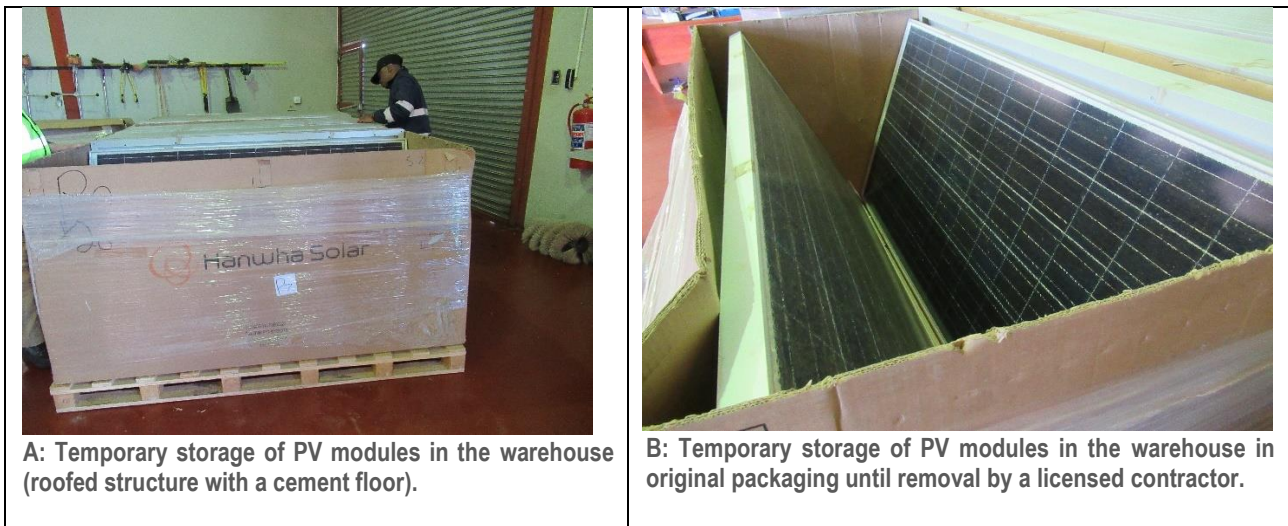 Hanwha Solar
A: Temporary storage of PV modules in the warehouse
(roofed structure with a cement floor).
B: Temporary storage of PV modules in the warehouse in
original packaging until removal by a licensed contractor.